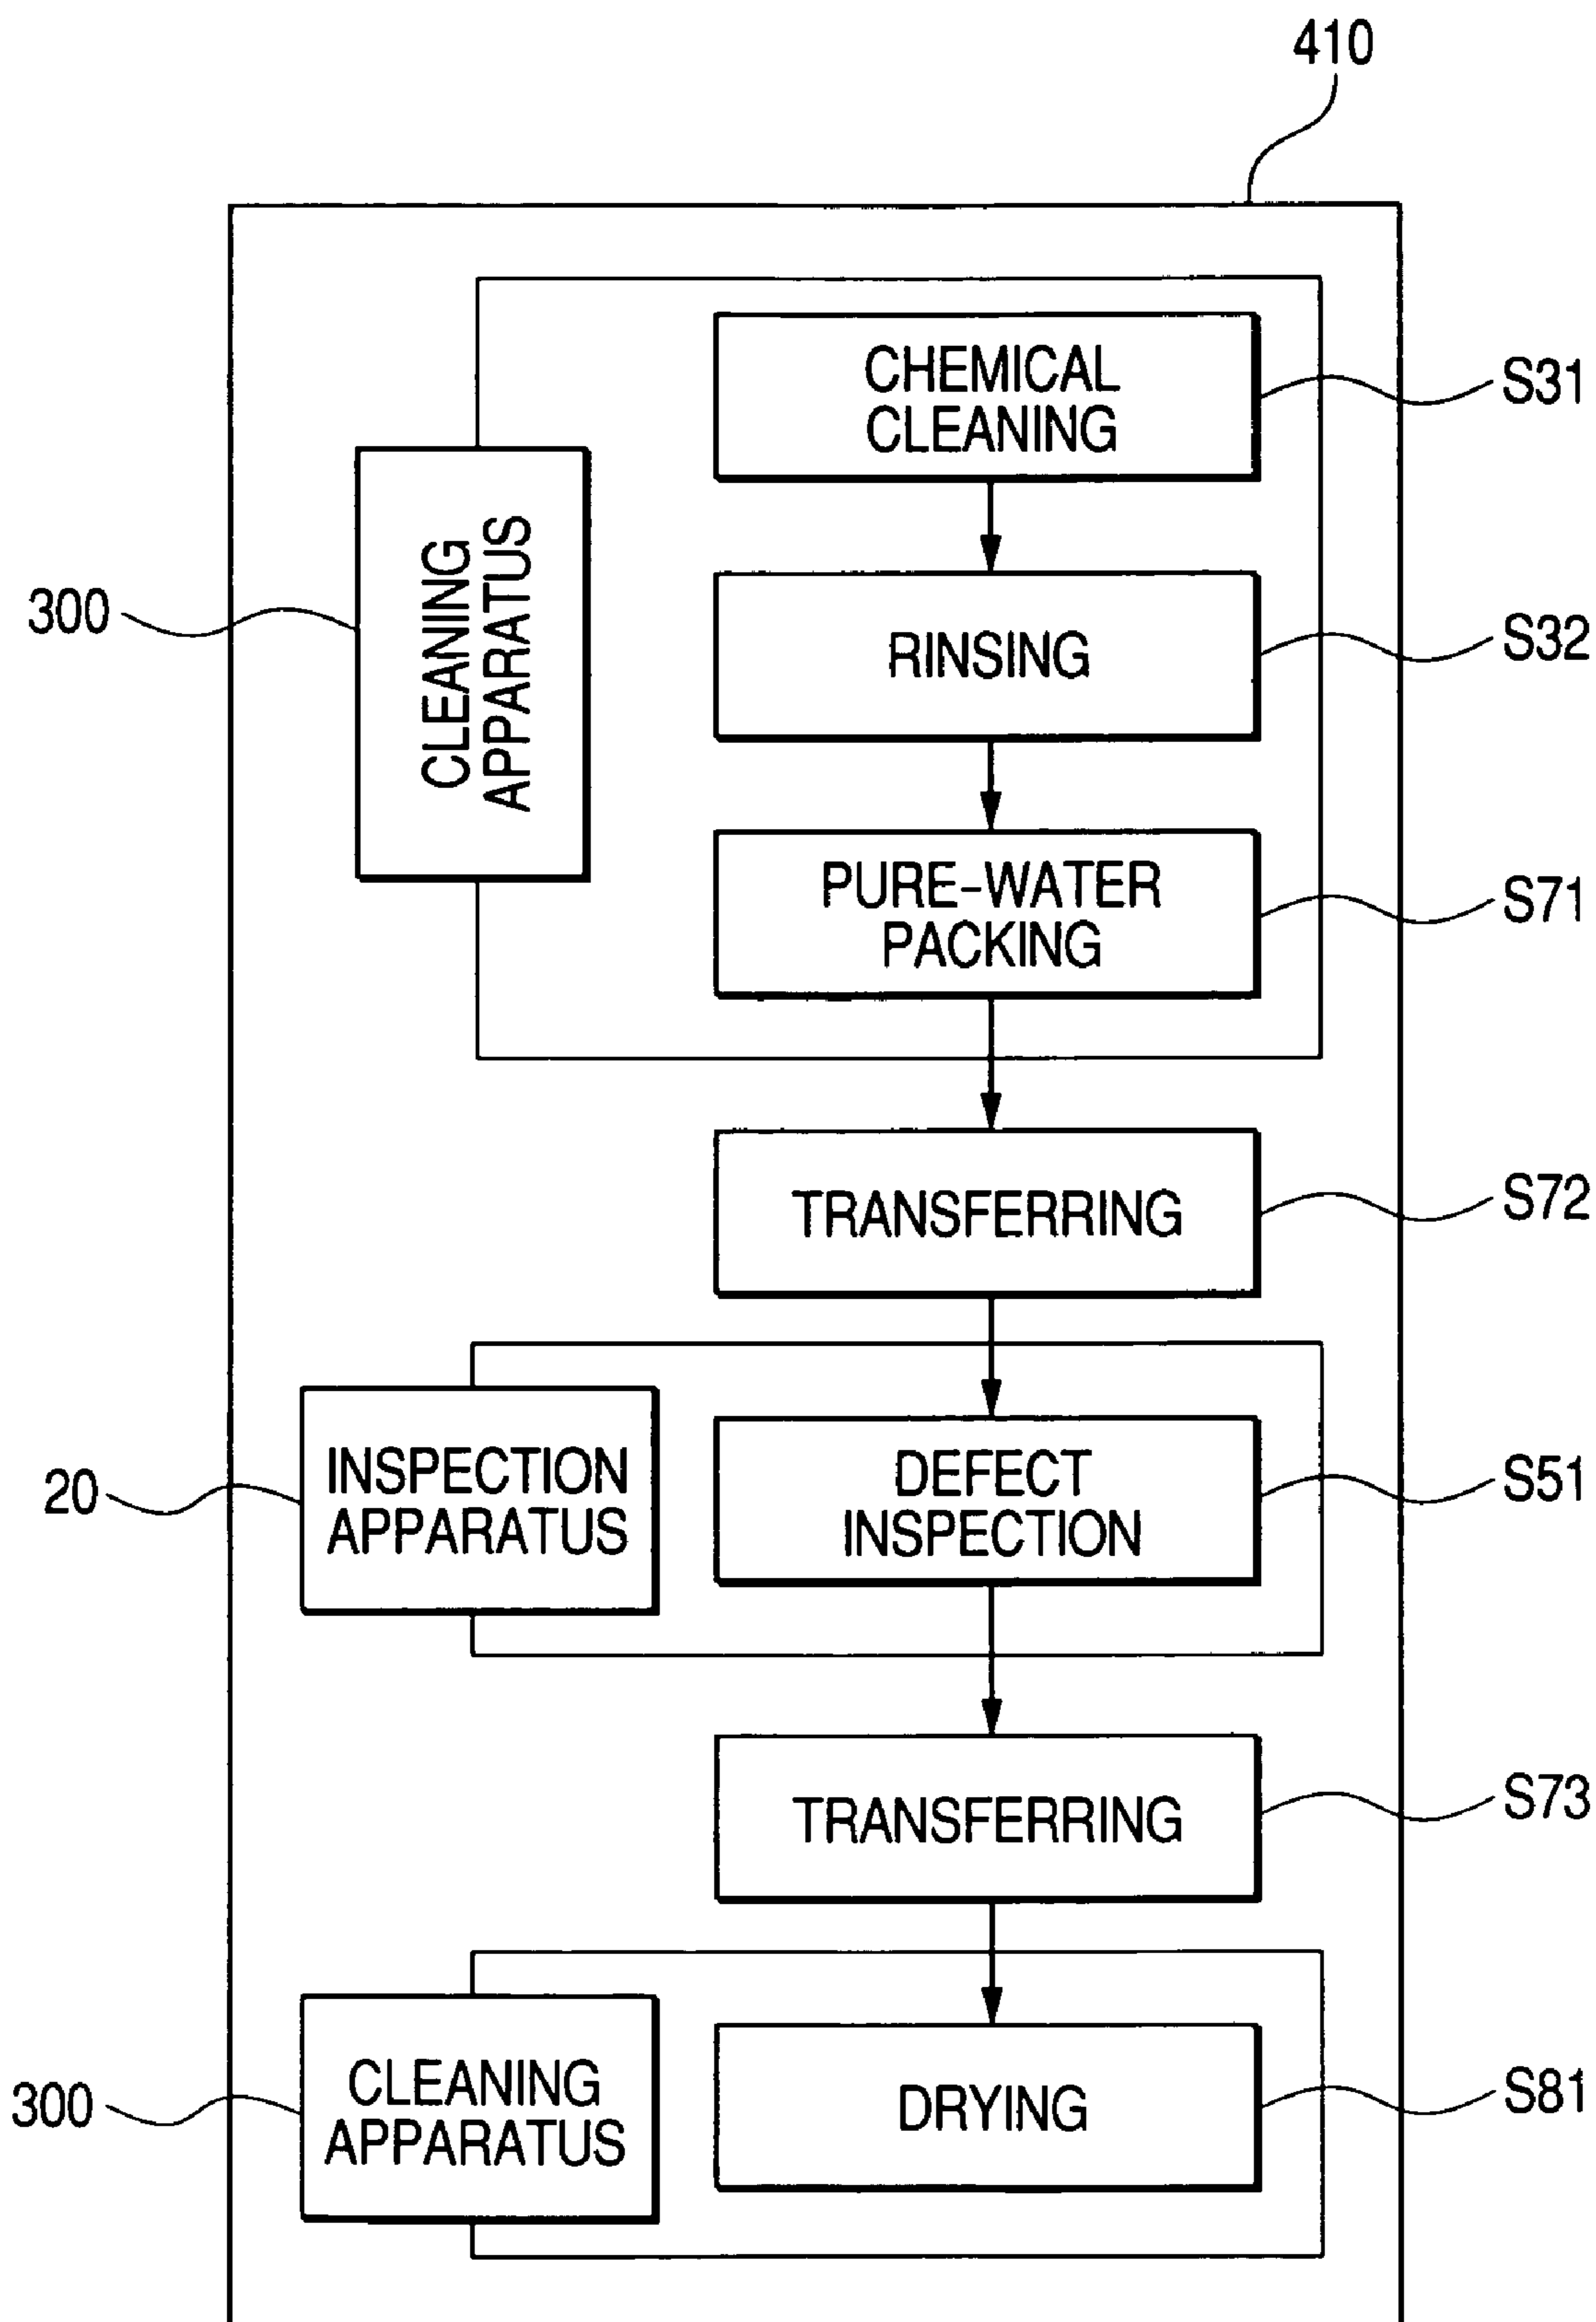 410
CHEMICAL
CLEANING
S31
CLEANING
APPARATUS
300
RINSING
S32
PURE-WATER
PACKING
S71
TRANSFERRING
S72
INSPECTION
APPARATUS
20
DEFECT
INSPECTION
S51
TRANSFERRING
S73
CLEANING
APPARATUS
300
DRYING
S81